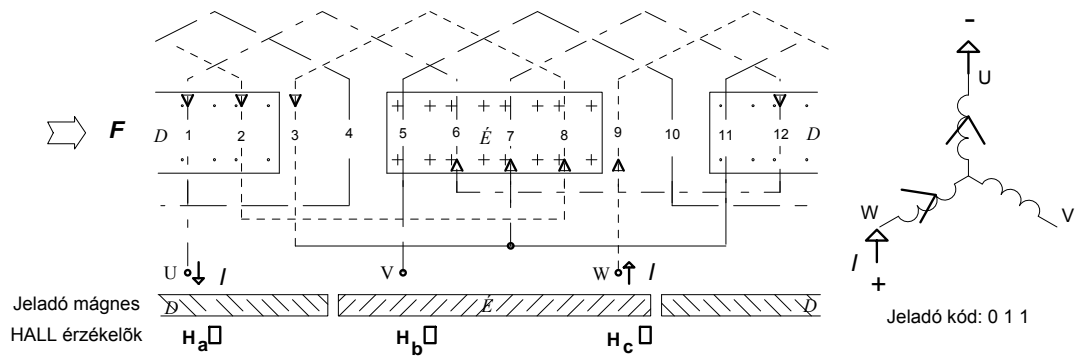 -
U
F D 1 2 3 4 5 6 É 7 8 9 10 11 12 D
W V
I
+
U I V W I
Jeladó mágnes D É D
HALL érzékelõk Ha Hb Hc
Jeladó kód: 0 1 1